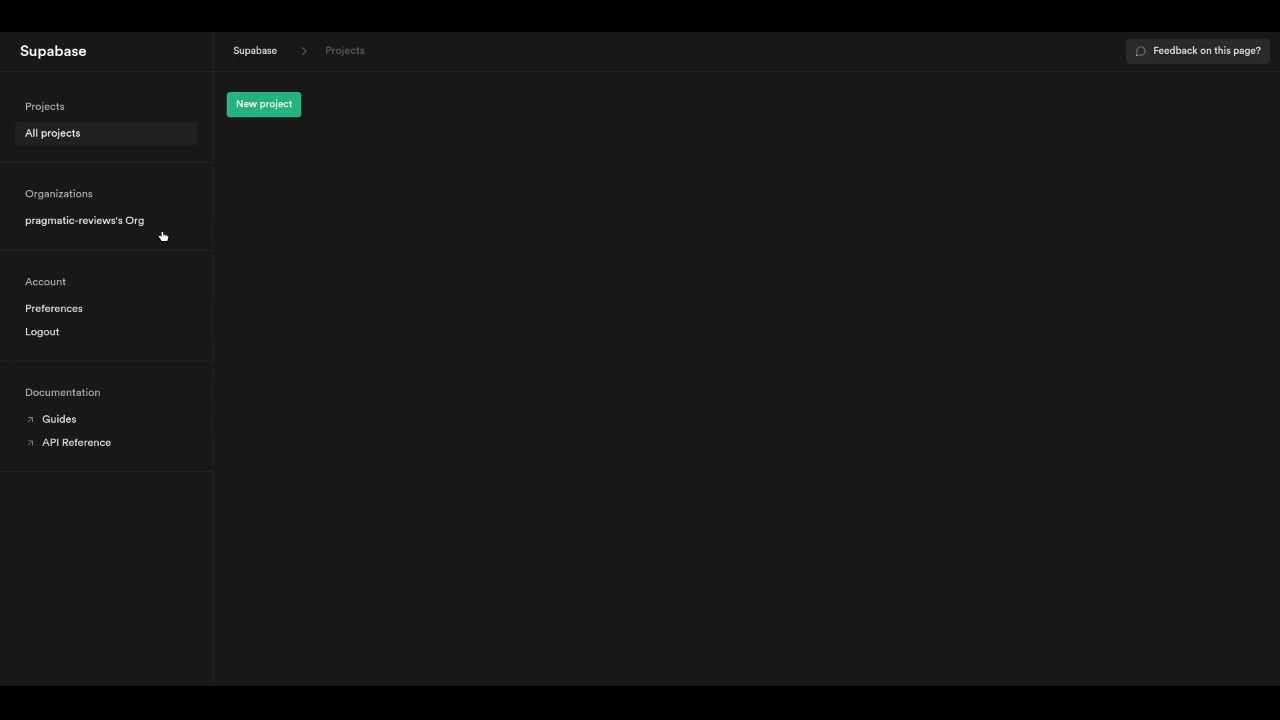 Supabase
Supabase
Projects
Feedback on this page?
New project
Projects
All projects
Organizations
pragmatic-reviews's Org
Account
Preferences
Logout
Documentation
Guides
API Reference